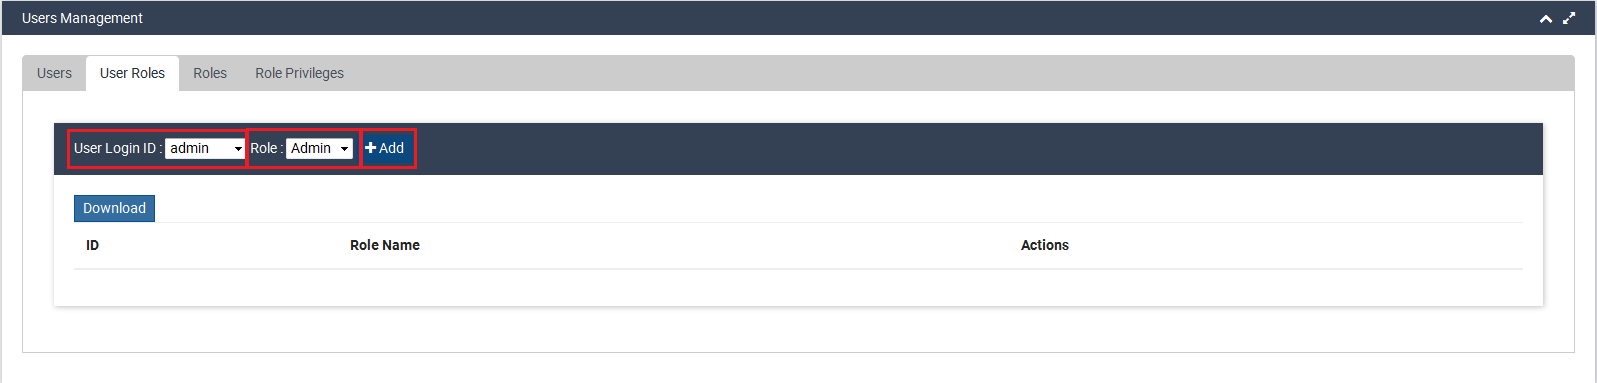 Users Management
Users User Roles Roles Role Privileges
User Login ID : admin Role : Admin Add
Download
ID Role Name Actions